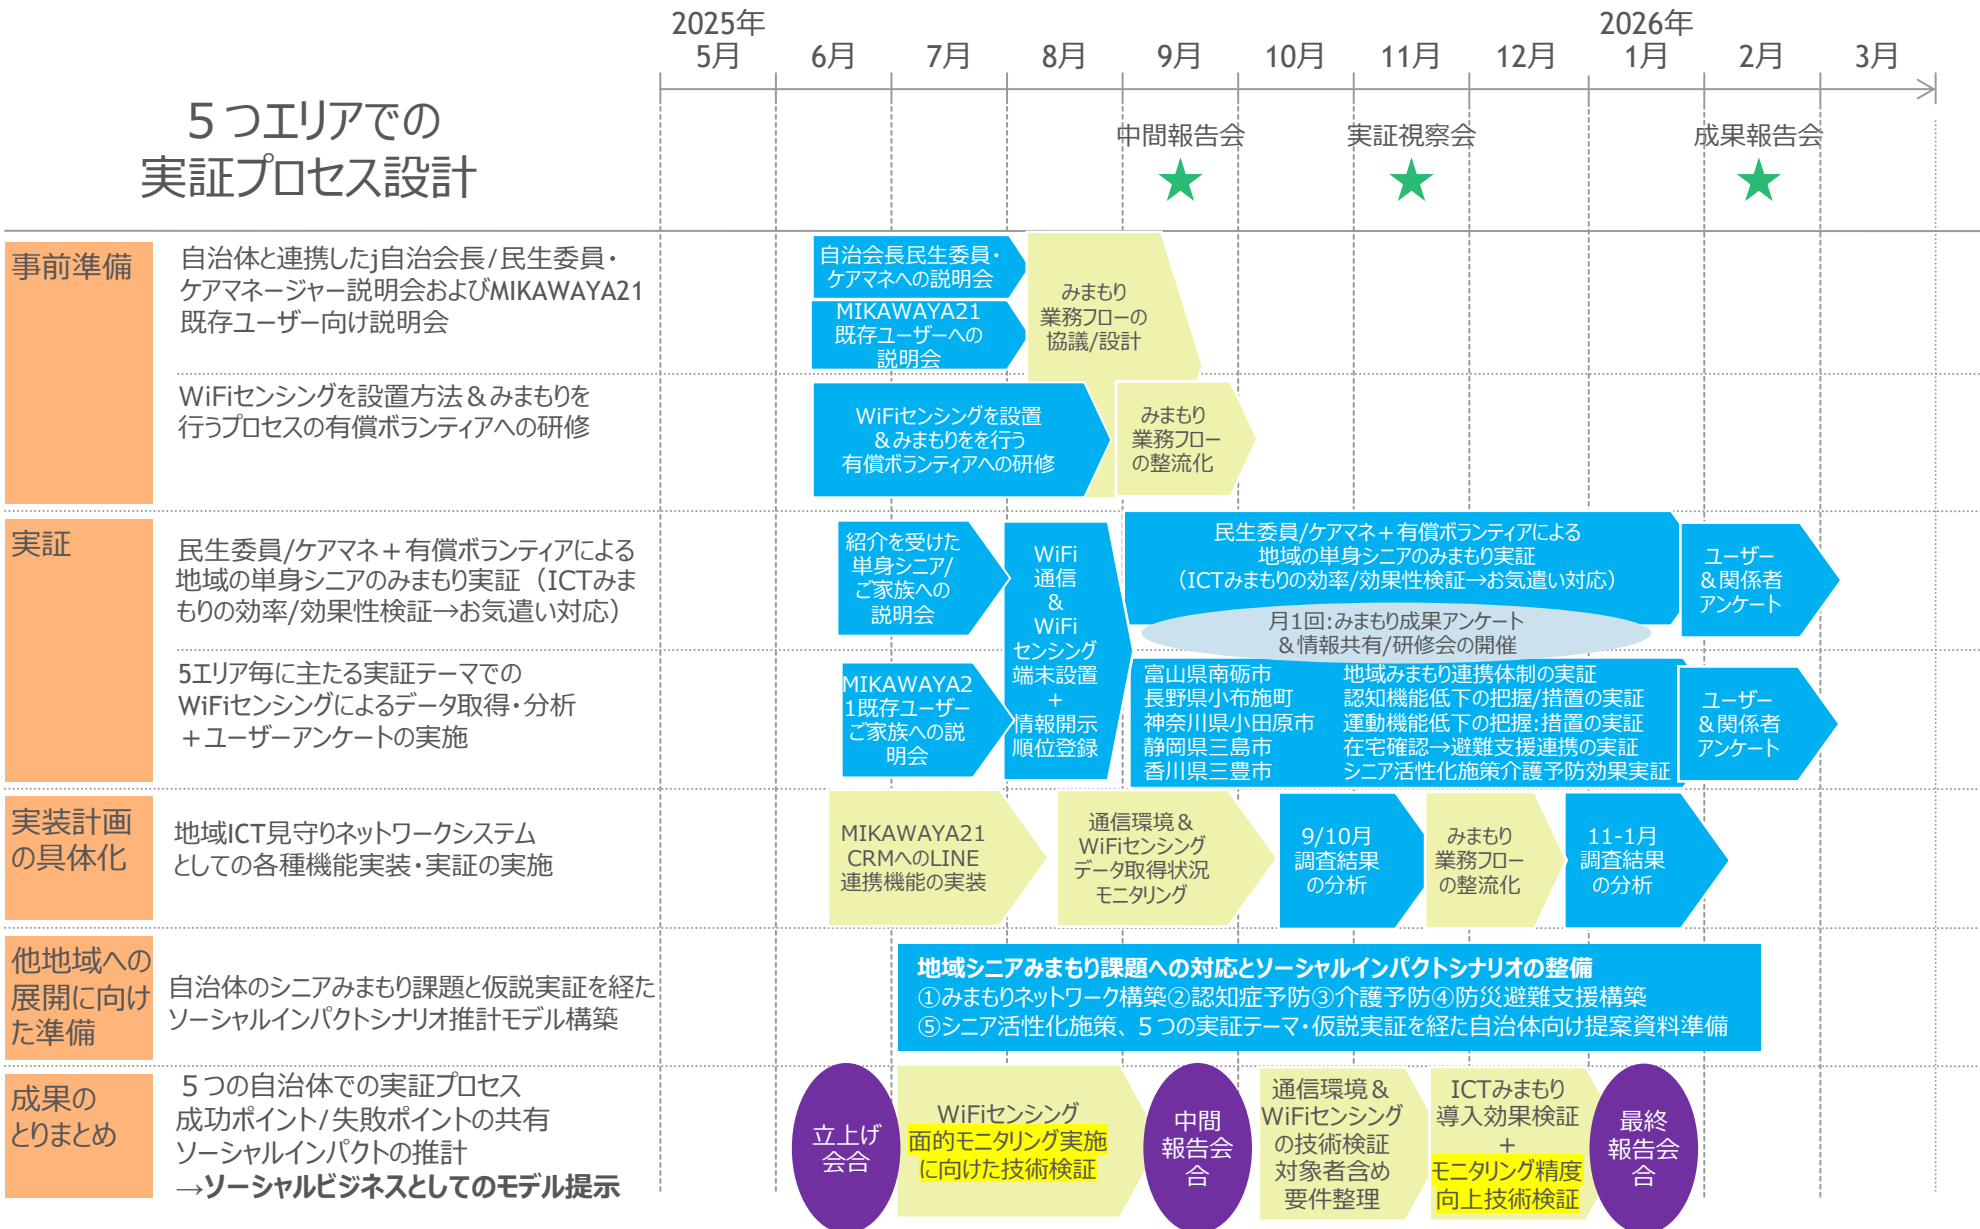 2025年
5月
6月
7月
8月
9月
10月
11月
12月
2026年
1月
2月
3月
５つエリアでの
実証プロセス設計
中間報告会
実証視察会
成果報告会
事前準備
自治体と連携したj自治会長/民生委員・
ケアマネージャー説明会およびMIKAWAYA21
既存ユーザー向け説明会
自治会長民生委員・
ケアマネへの説明会
MIKAWAYA21
既存ユーザーへの
説明会
みまもり
業務フローの
協議/設計
WiFiセンシングを設置方法＆みまもりを
行うプロセスの有償ボランティアへの研修
WiFiセンシングを設置
＆みまもりをを行う
有償ボランティアへの研修
みまもり
業務フロー
の整流化
実証
民生委員/ケアマネ＋有償ボランティアによる
地域の単身シニアのみまもり実証（ICTみま
もりの効率/効果性検証→お気遣い対応）
紹介を受けた
単身シニア/
ご家族への
説明会
WiFi
通信
&
WiFi
センシング
端末設置
+
情報開示
順位登録
民生委員/ケアマネ＋有償ボランティアによる
地域の単身シニアのみまもり実証
（ICTみまもりの効率/効果性検証→お気遣い対応）
月1回：みまもり成果アンケート
＆情報共有/研修会の開催
ユーザー
＆関係者
アンケート
5エリア毎に主たる実証テーマでの
WiFiセンシングによるデータ取得・分析
＋ユーザーアンケートの実施
MIKAWAYA2
1既存ユーザー
ご家族への説
明会
富山県南砺市 地域みまもり連携体制の実証
長野県小布施町 認知機能低下の把握/措置の実証
神奈川県小田原市 運動機能低下の把握：措置の実証
静岡県三島市 在宅確認→避難支援連携の実証
香川県三豊市 シニア活性化施策介護予防効果実証
ユーザー
＆関係者
アンケート
実装計画
の具体化
地域ICT見守りネットワークシステム
としての各種機能実装・実証の実施
MIKAWAYA21
CRMへのLINE
連携機能の実装
通信環境＆
WiFiセンシング
データ取得状況
モニタリング
9/10月
調査結果
の分析
みまもり
業務フロー
の整流化
11-1月
調査結果
の分析
他地域への
展開に向け
た準備
自治体のシニアみまもり課題と仮説実証を経た
ソーシャルインパクトシナリオ推計モデル構築
地域シニアみまもり課題への対応とソーシャルインパクトシナリオの整備
①みまもりネットワーク構築②認知症予防③介護予防④防災避難支援構築
⑤シニア活性化施策、５つの実証テーマ・仮説実証を経た自治体向け提案資料準備
成果の
とりまとめ
５つの自治体での実証プロセス
成功ポイント/失敗ポイントの共有
ソーシャルインパクトの推計
→ソーシャルビジネスとしてのモデル提示
立上げ
会合
WiFiセンシング
面的モニタリング実施
に向けた技術検証
中間
報告会
合
通信環境＆
WiFiセンシング
の技術検証
対象者含め
要件整理
ICTみまもり
導入効果検証
+
モニタリング精度
向上技術検証
最終
報告会
合